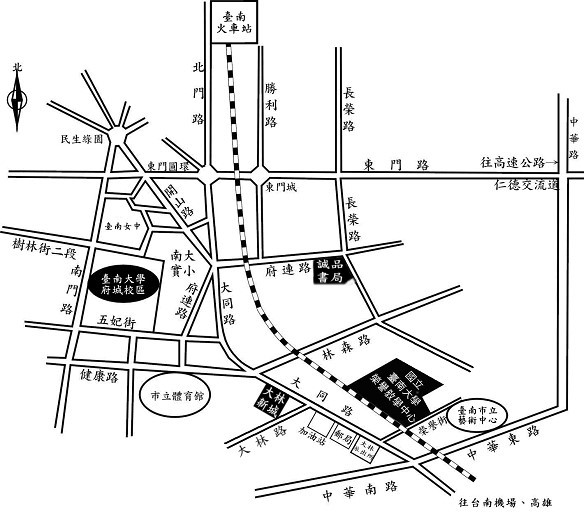 臺南
火車站
北
北門路
勝利路
長榮路
中華路
民生綠園
東門圓環
東門路
往高速公路→
仁德交流道
東門城
開山路
長榮路
臺南女中
樹林街二段
南大
實小
府連路
府連路
誠品
書局
臺南大學
府城校區
南門路
大同路
五妃街
林森路
健康路
市立體育館
大林
新城
大同路
國立
臺南大學
榮譽教學中心
臺南市立
藝術中心
榮譽街
大林路
加油站
郵局
中華東路
中華南路
往台南機場、高雄